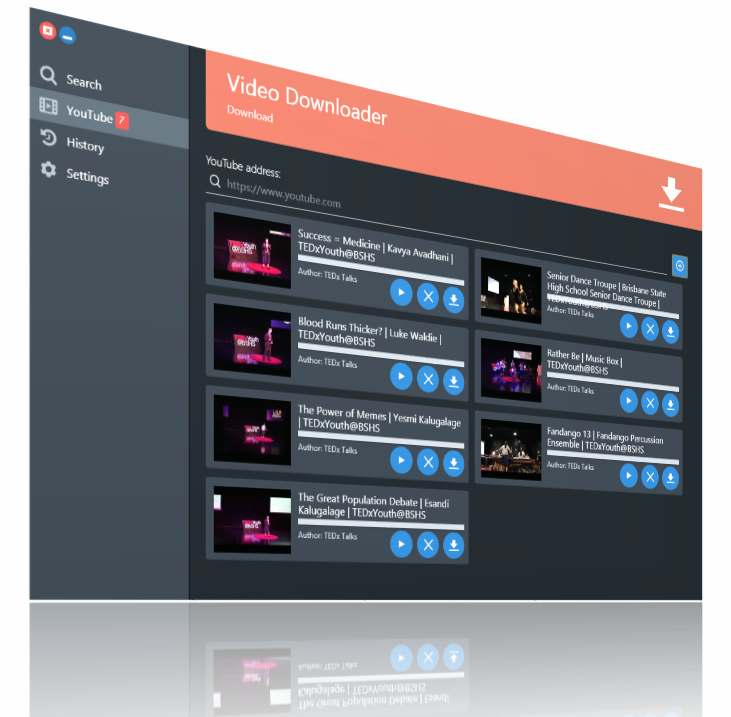 Search
YouTube 7
History
Settings
Video Downloader
Download
YouTube address:
https://www.youtube.com
Success = Medicine | Kavya Avadhani |
TEDxYouth@BSHS
Author: TEDx Talks
Blood Runs Thicker? | Luke Waldie |
TEDxYouth@BSHS
Author: TEDx Talks
The Power of Memes | Yesmi Kalugalage
| TEDxYouth@BSHS
Author: TEDx Talks
The Great Population Debate | Esandi
Kalugalage | TEDxYouth@BSHS
Author: TEDx Talks
Senior Dance Troupe | Brisbane State
High School Senior Dance Troupe |
TEDxYouth@BSHS
Author: TEDx Talks
Rather Be | Music Box |
TEDxYouth@BSHS
Author: TEDx Talks
Fandango 13 | Fandango Percussion
Ensemble | TEDxYouth@BSHS
Author: TEDx Talks